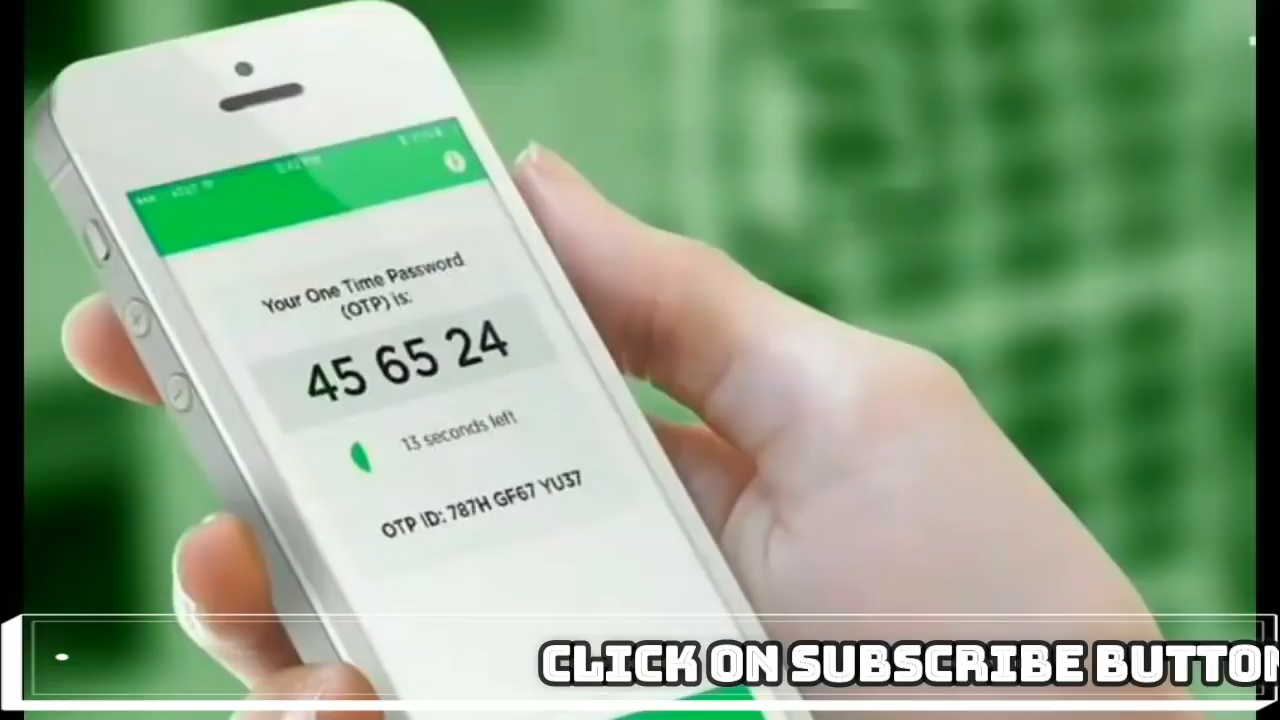 Your One Time Password
(OTP) is:
45 65 24
13 seconds left
OTP ID: 787H GF67 YU37
CLICK ON SUBSCRIBE BUTTON